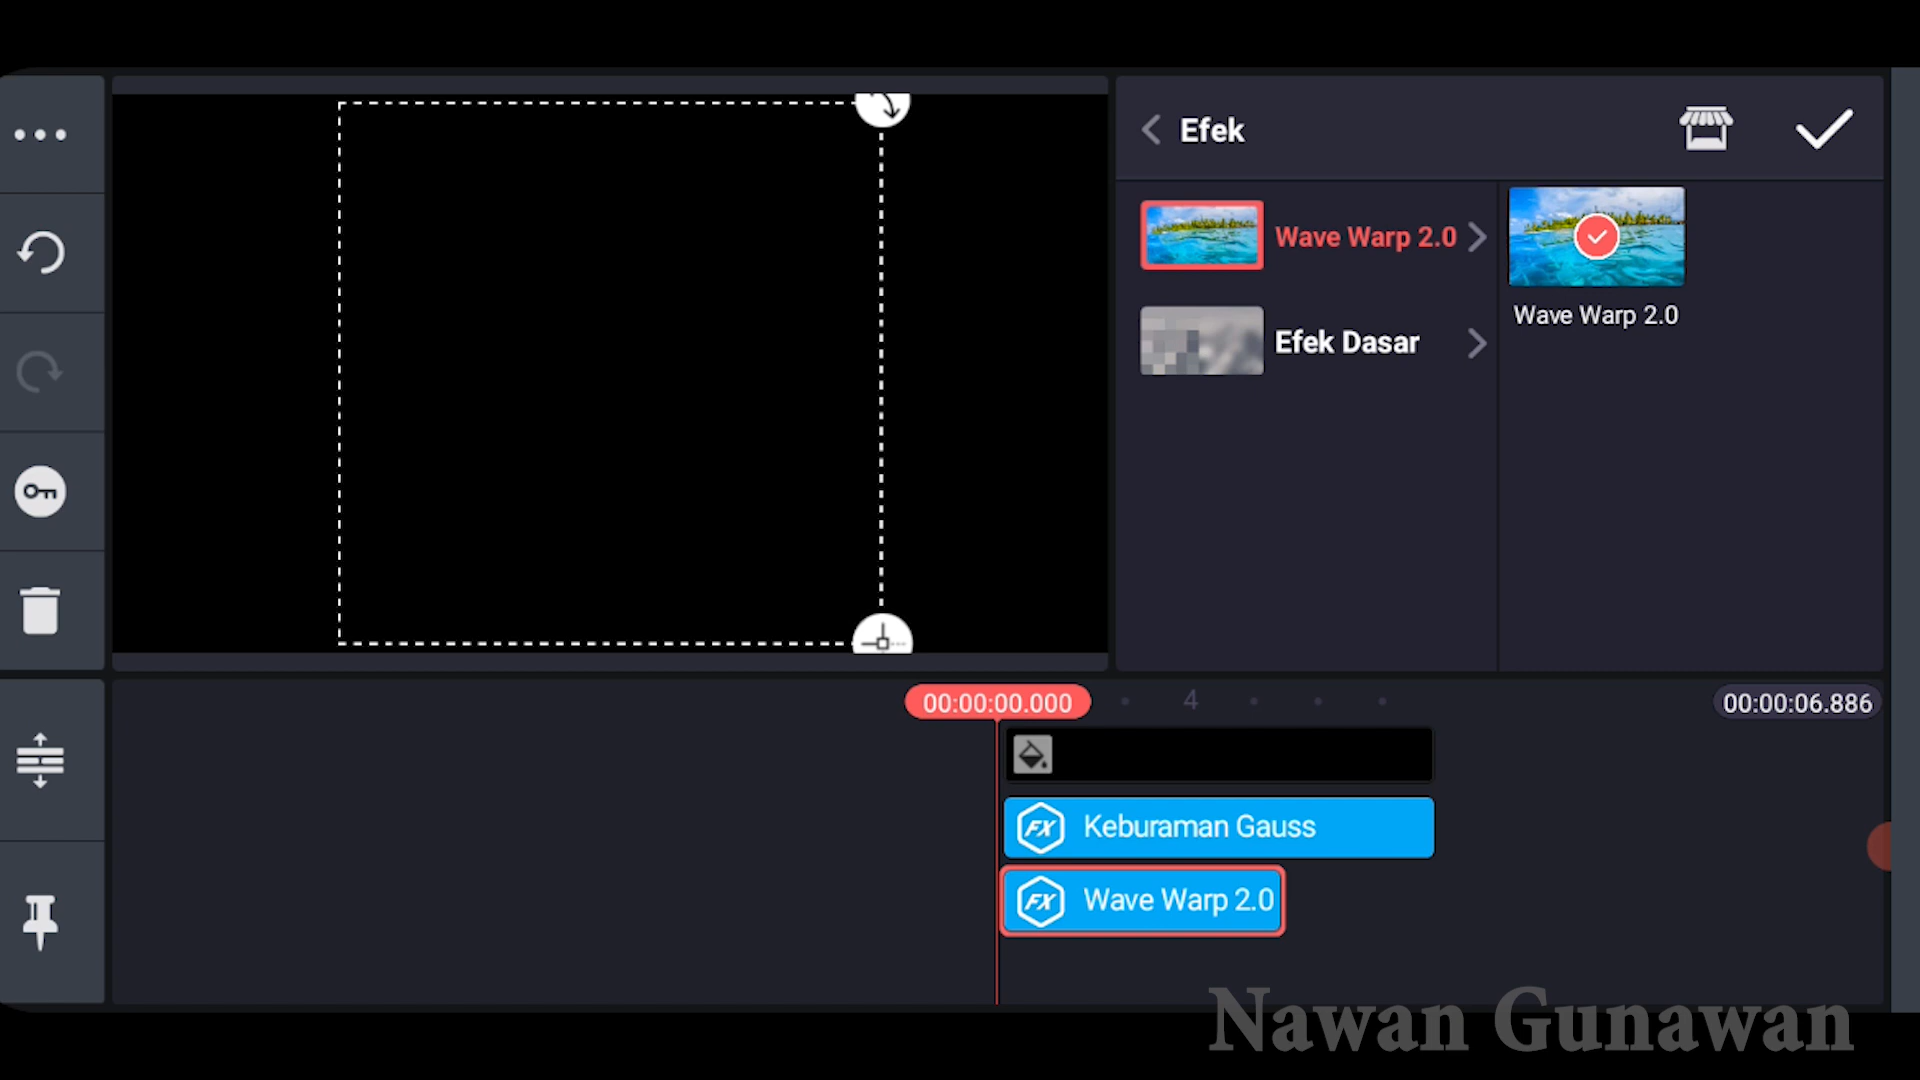 Efek
Wave Warp 2.0
Wave Warp 2.0
Efek Dasar
00:00:00.000
4
00:00:06.886
FX Keburaman Gauss
FX Wave Warp 2.0
Nawan Gunawan